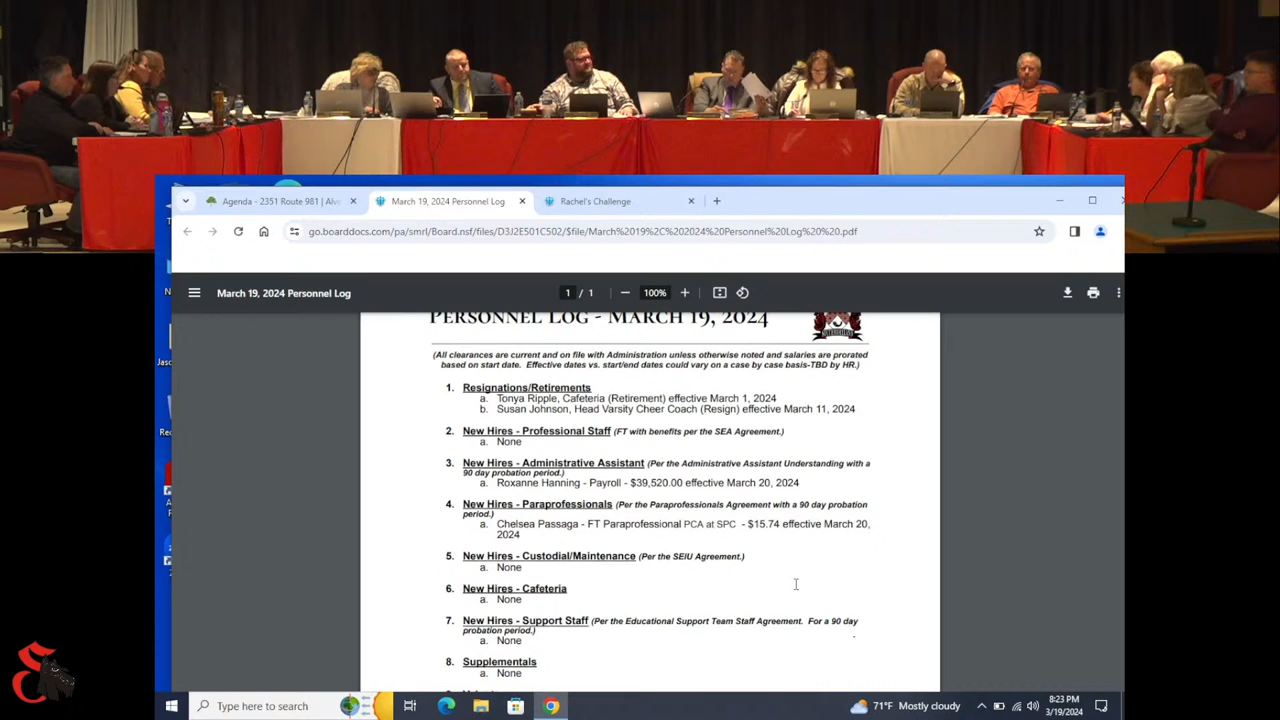 Agenda - 2351 Route 981 | Alv
March 19, 2024 Personnel Log
Rachel's Challenge
go.boarddocs.com/pa/smrl/Board.nsf/files/D3J2E501C502/$file/March%2019%2C%202024%20Personnel%20Log%20%20.pdf
March 19, 2024 Personnel Log
1 / 1
100%
PERSONNEL LOG - MARCH 19, 2024
(All clearances are current and on file with Administration unless otherwise noted and salaries are prorated
based on start date. Effective dates vs. start/end dates could vary on a case by case basis-TBD by HR.)
1. Resignations/Retirements
a. Tonya Ripple, Cafeteria (Retirement) effective March 1, 2024
b. Susan Johnson, Head Varsity Cheer Coach (Resign) effective March 11, 2024
2. New Hires - Professional Staff (FT with benefits per the SEA Agreement.)
a. None
3. New Hires - Administrative Assistant (Per the Administrative Assistant Understanding with a
90 day probation period.)
a. Roxanne Hanning - Payroll - $39,520.00 effective March 20, 2024
4. New Hires - Paraprofessionals (Per the Paraprofessionals Agreement with a 90 day probation
period.)
a. Chelsea Passaga - FT Paraprofessional PCA at SPC - $15.74 effective March 20,
2024
5. New Hires - Custodial/Maintenance (Per the SEIU Agreement.)
a. None
6. New Hires - Cafeteria
a. None
7. New Hires - Support Staff (Per the Educational Support Team Staff Agreement. For a 90 day
probation period.)
a. None
8. Supplementals
a. None
Type here to search
71°F Mostly cloudy
8:23 PM
3/19/2024